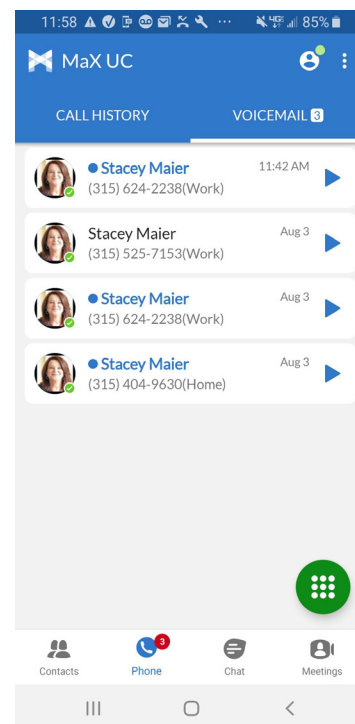 11:58 4GE 85%
MaX UC
CALL HISTORY VOICEMAIL 3
Stacey Maier 11:42 AM
(315) 624-2238(Work)
Stacey Maier Aug 3
(315) 525-7153(Work)
Stacey Maier Aug 3
(315) 624-2238(Work)
Stacey Maier Aug 3
(315) 404-9630(Home)
3
Contacts Phone Chat Meetings